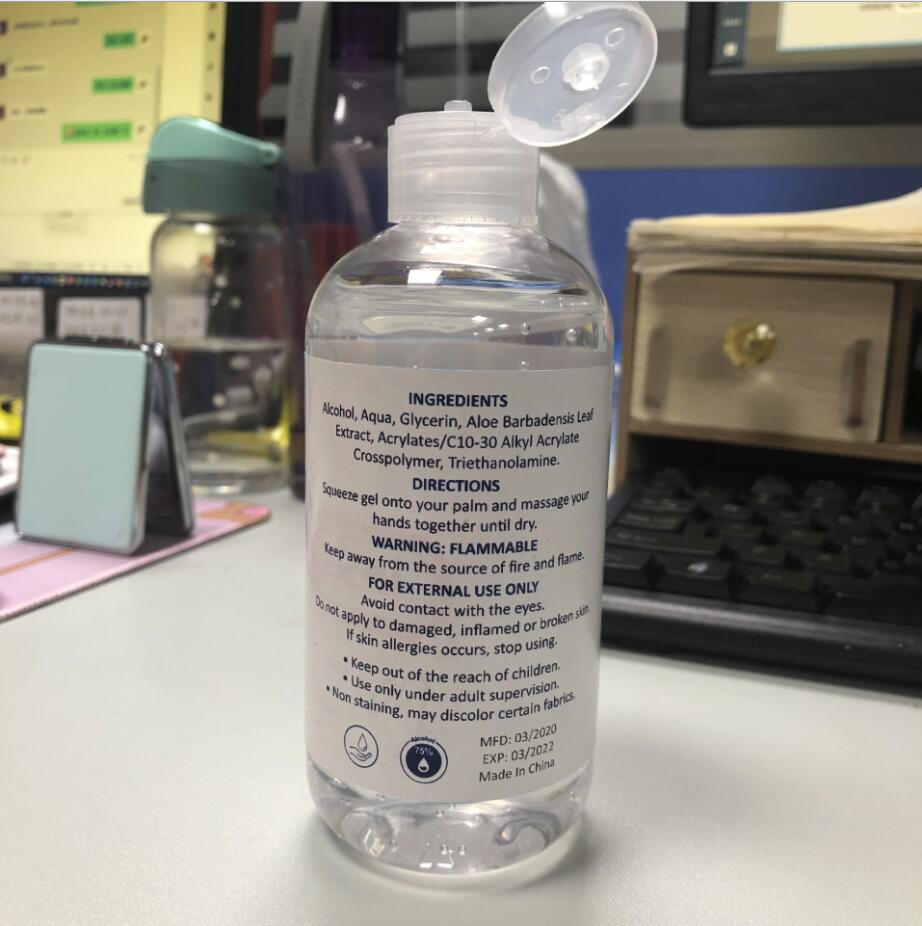 INGREDIENTS
Alcohol, Aqua, Glycerin, Aloe Barbadensis Leaf
Extract, Acrylates/C10-30 Alkyl Acrylate
Crosspolymer, Triethanolamine.
DIRECTIONS
Squeeze gel onto your palm and massage your
hands together until dry.
WARNING: FLAMMABLE
Keep away from the source of fire and flame.
FOR EXTERNAL USE ONLY
Avoid contact with the eyes.
Do not apply to damaged, inflamed or broken skin.
If skin allergies occurs, stop using.
• Keep out of the reach of children.
• Use only under adult supervision.
• Non staining, may discolor certain fabrics.
Alcohol
75%
MFD: 03/2020
EXP: 03/2022
Made In China